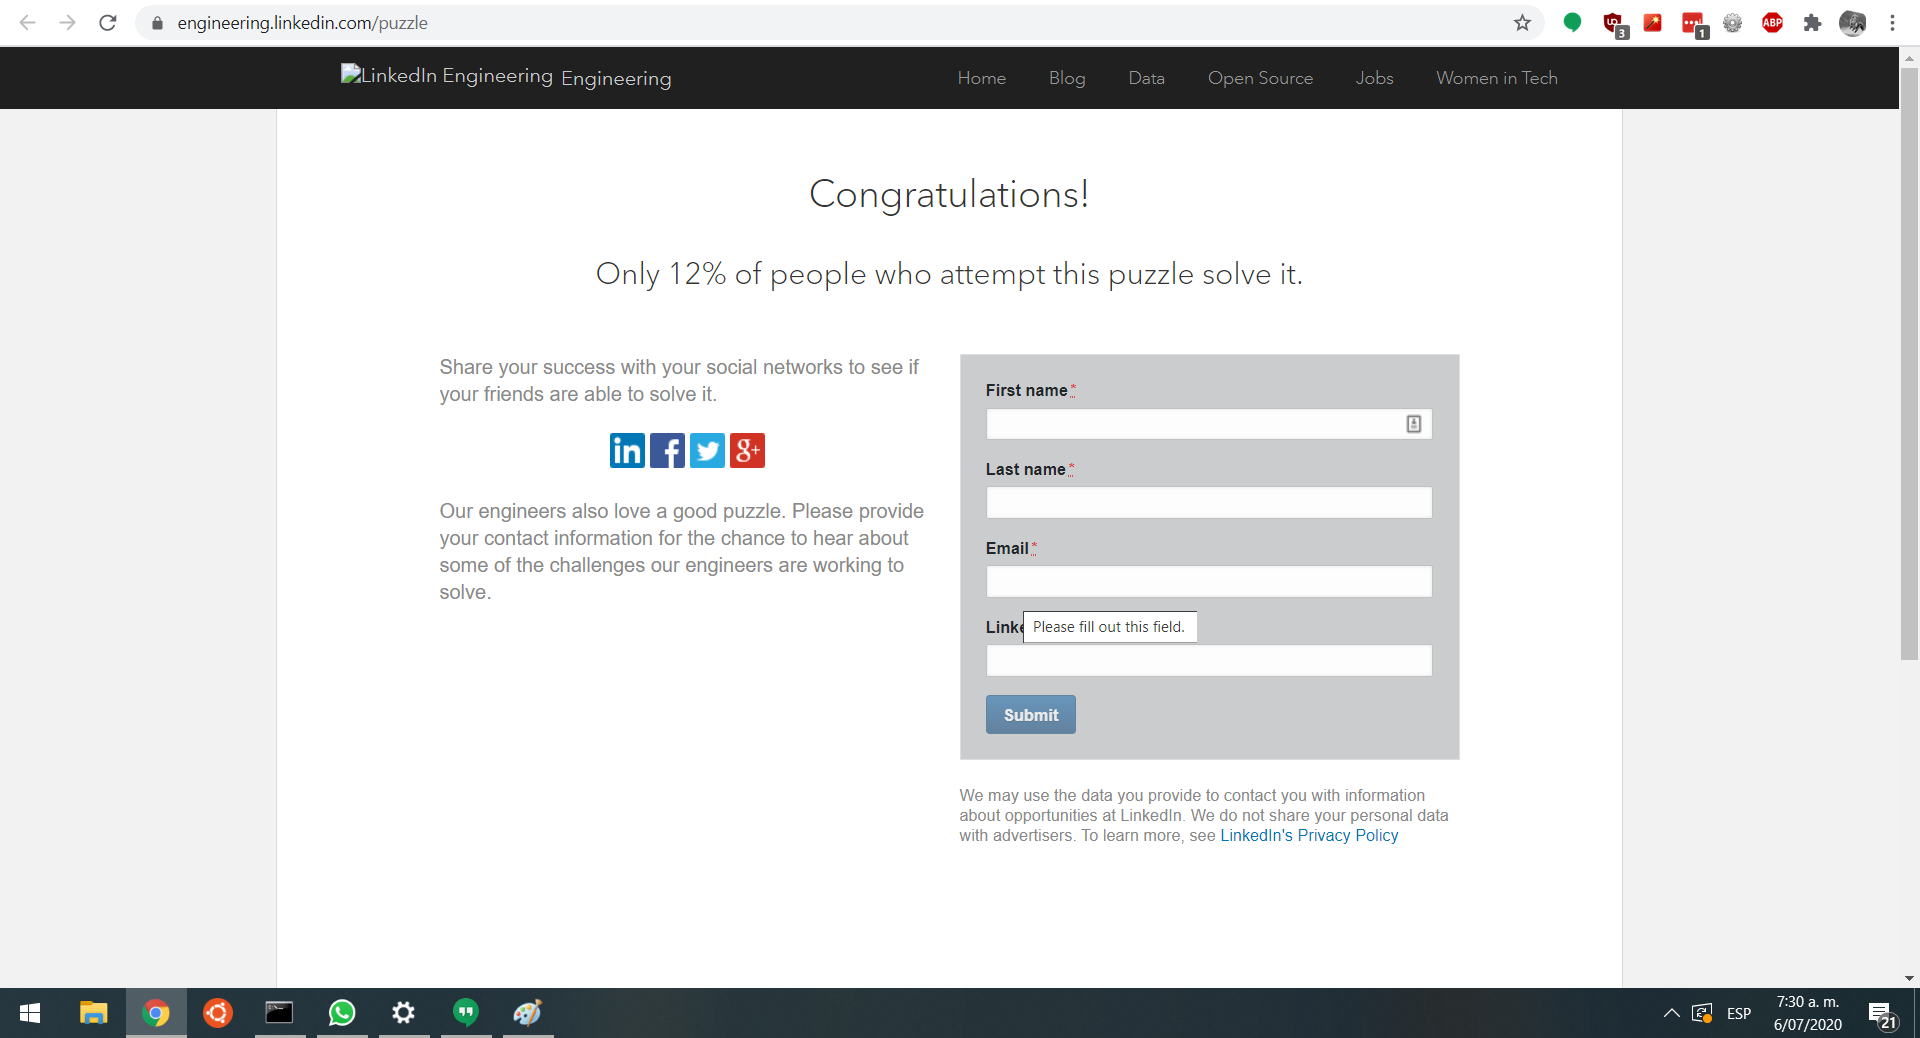 engineering.linkedin.com/puzzle
3
1
ABP
LinkedIn Engineering Engineering
Home Blog Data Open Source Jobs Women in Tech
Congratulations!
Only 12% of people who attempt this puzzle solve it.
Share your success with your social networks to see if
your friends are able to solve it.
in f g+
Our engineers also love a good puzzle. Please provide
your contact information for the chance to hear about
some of the challenges our engineers are working to
solve.
First name*
Last name*
Email*
Linke
Please fill out this field.
Submit
We may use the data you provide to contact you with information
about opportunities at LinkedIn. We do not share your personal data
with advertisers. To learn more, see LinkedIn's Privacy Policy
ESP
7:30 a. m.
6/07/2020
21